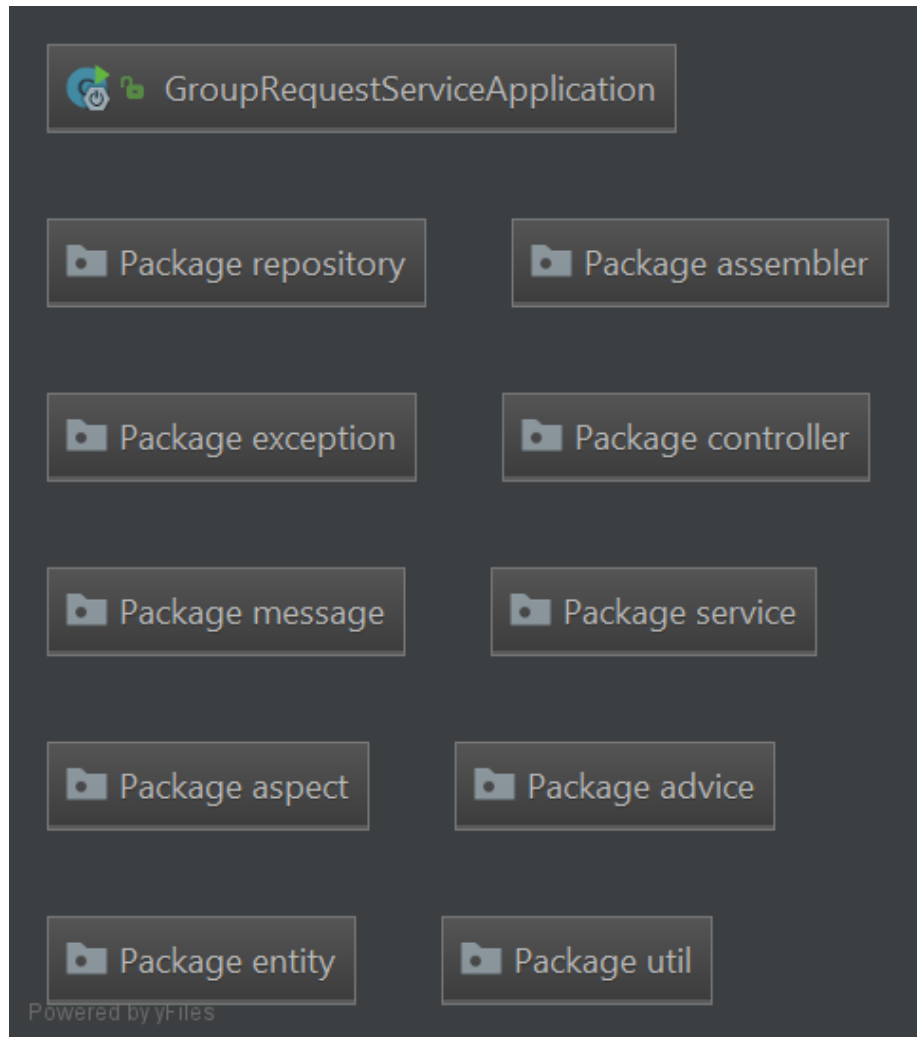 GroupRequestServiceApplication
Package repository Package assembler
Package exception Package controller
Package message Package service
Package aspect Package advice
Package entity Package util
Powered by yFiles